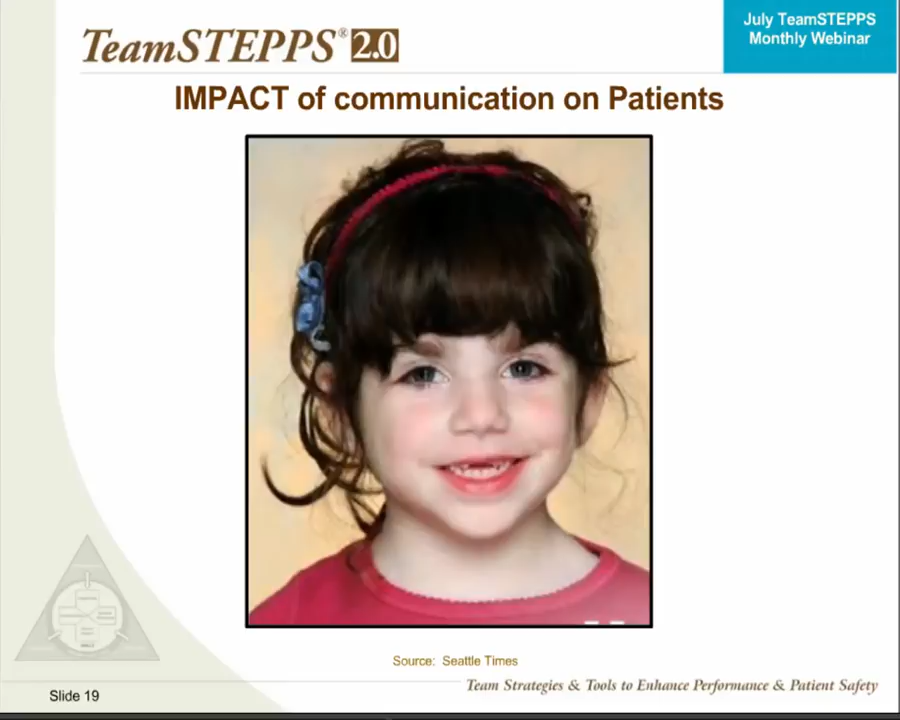 TeamSTEPPS® 2.0
July TeamSTEPPS
Monthly Webinar
IMPACT of communication on Patients
Source: Seattle Times
Team Strategies & Tools to Enhance Performance & Patient Safety
Slide 19